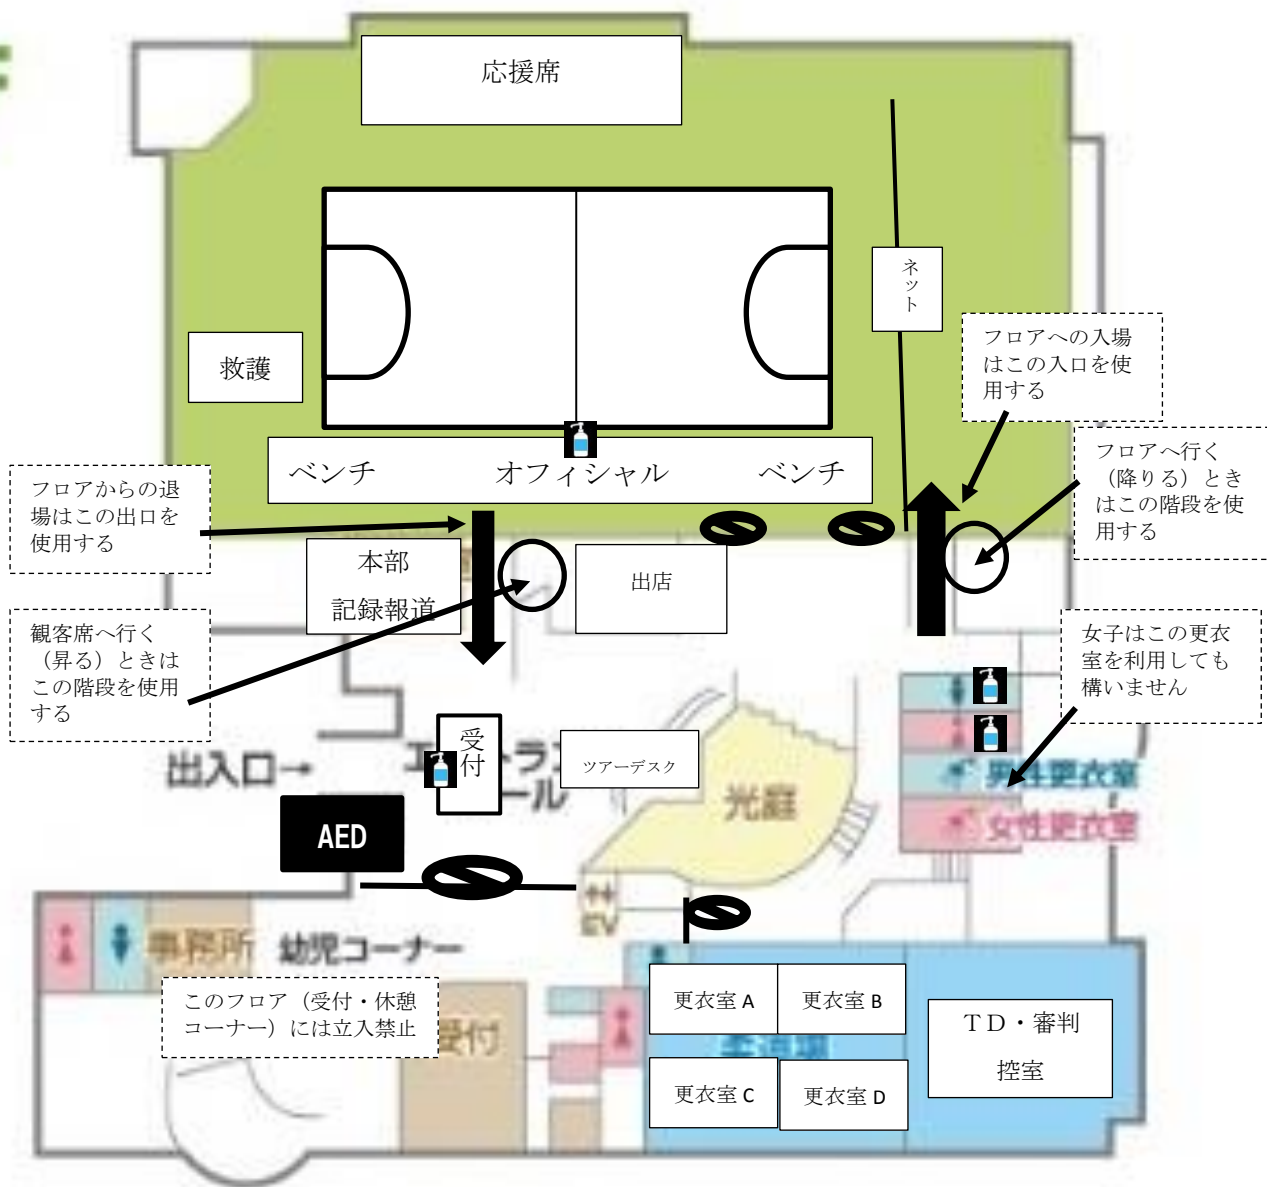 応援席
ネット
フロアへの入場
はこの入口を使
用する
救護
フロアへ行く
（降りる）とき
はこの階段を使
用する
ベンチ オフィシャル ベンチ
フロアからの退
場はこの出口を
使用する
本部
記録報道
出店
観客席へ行く
（昇る）ときは
この階段を使用
する
女子はこの更衣
室を利用しても
構いません
受付
ツアーデスク
出入口→
男性更衣室
光庭
女性更衣室
AED
EV
事務所
幼児コーナー
このフロア（受付・休憩
コーナー）には立入禁止
受付
更衣室 A
更衣室 B
ＴＤ・審判
控室
更衣室 C
更衣室 D